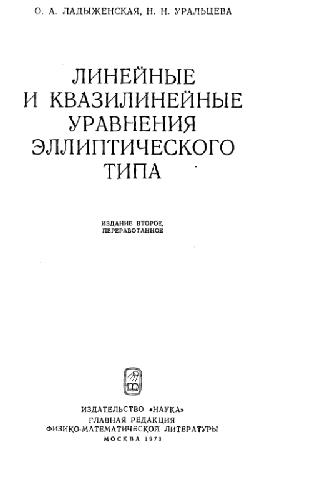 О. А. ЛАДЫЖЕНСКАЯ, Н. Н. УРАЛЬЦЕВА
ЛИНЕЙНЫЕ
И КВАЗИЛИНЕЙНЫЕ
УРАВНЕНИЯ
ЭЛЛИПТИЧЕСКОГО
ТИПА
ИЗДАНИЕ ВТОРОЕ,
ПЕРЕРАБОТАННОЕ
ИЗДАТЕЛЬСТВО «НАУКА»
ГЛАВНАЯ РЕДАКЦИЯ
ФИЗИКО-МАТЕМАТИЧЕСКОЙ ЛИТЕРАТУРЫ
МОСКВА 1973